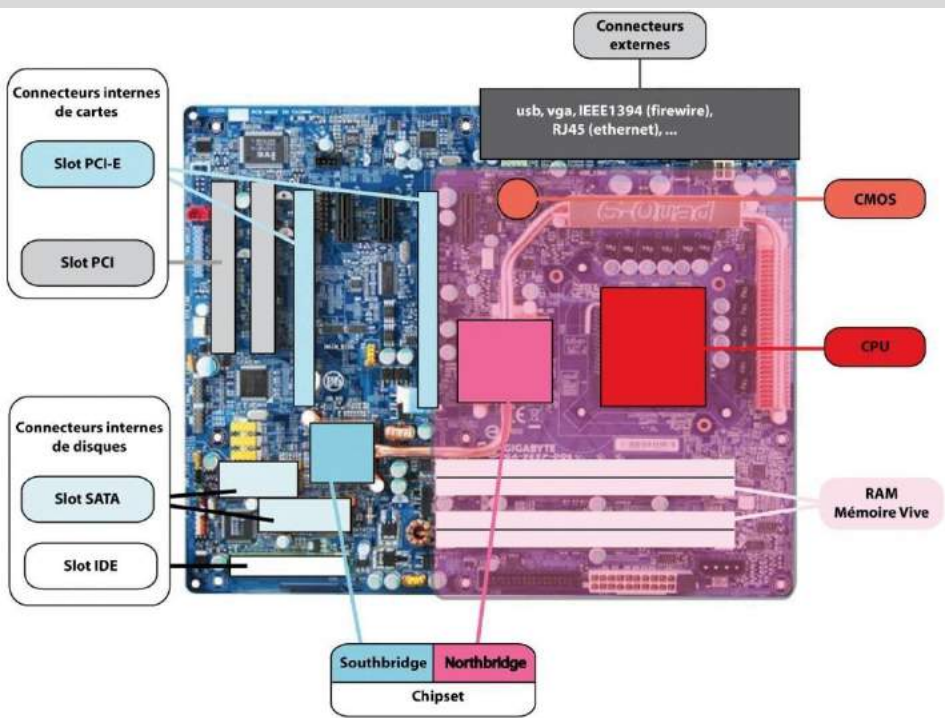 Connecteurs
externes
usb, vga, IEEE1394 (firewire),
RJ45 (ethernet), ...
Connecteurs internes
de cartes
Slot PCI-E
Slot PCI
CMOS
CPU
Connecteurs internes
de disques
Slot SATA
Slot IDE
GIGABYTE
RAM
Mémoire Vive
Southbridge
Northbridge
Chipset